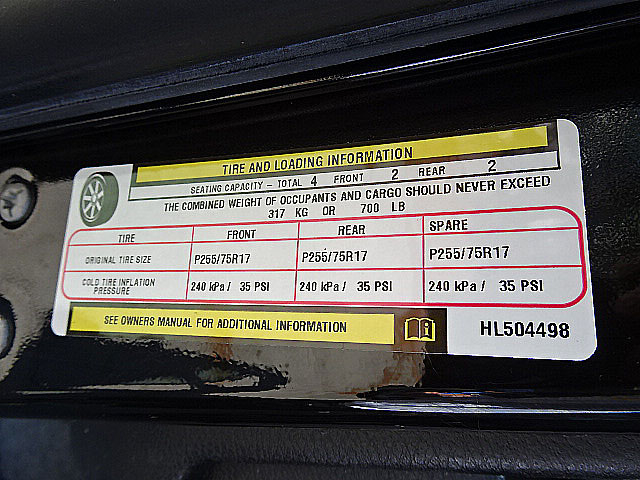 TIRE AND LOADING INFORMATION
SEATING CAPACITY - TOTAL 4 FRONT 2 REAR 2
THE COMBINED WEIGHT OF OCCUPANTS AND CARGO SHOULD NEVER EXCEED
317 KG OR 700 LB
TIRE FRONT REAR SPARE
ORIGINAL TIRE SIZE P255/75R17 P255/75R17 P255/75R17
COLD TIRE INFLATION
PRESSURE 240 kPa / 35 PSI 240 kPa / 35 PSI 240 kPa / 35 PSI
SEE OWNERS MANUAL FOR ADDITIONAL INFORMATION
HL504498